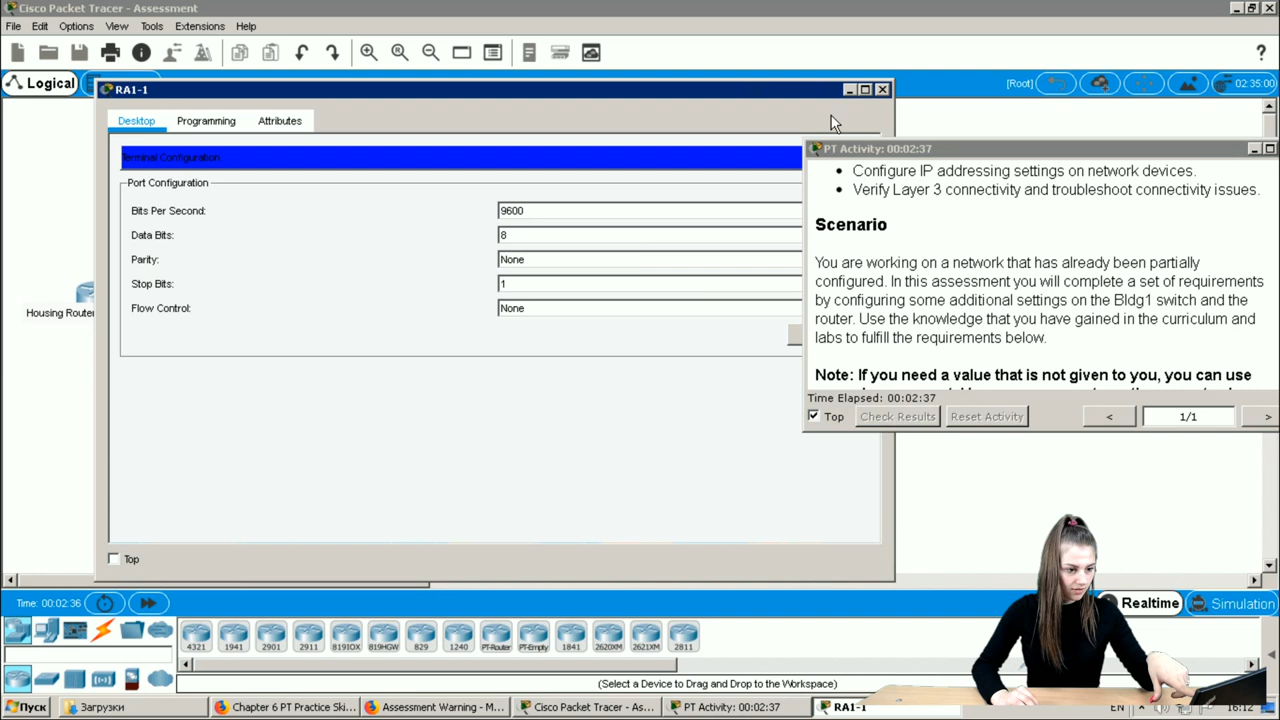 Cisco Packet Tracer - Assessment
File Edit Options View Tools Extensions Help
Logical
[Root]
02:35:00
RA1-1
Desktop Programming Attributes
Terminal Configuration
Port Configuration
Bits Per Second: 9600
Data Bits: 8
Parity: None
Stop Bits: 1
Flow Control: None
Top
Housing Router
PT Activity: 00:02:37
• Configure IP addressing settings on network devices.
• Verify Layer 3 connectivity and troubleshoot connectivity issues.
Scenario
You are working on a network that has already been partially
configured. In this assessment you will complete a set of requirements
by configuring some additional settings on the Bldg1 switch and the
router. Use the knowledge that you have gained in the curriculum and
labs to fulfill the requirements below.
Note: If you need a value that is not given to you, you can use
Time Elapsed: 00:02:37
Top Check Results Reset Activity < 1/1 >
Time: 00:02:36
Realtime Simulation
4321 1941 2901 2911 819IOX 819HGW 829 1240 PT-Router PT-Empty 1841 2620XM 2621XM 2811
(Select a Device to Drag and Drop to the Workspace)
Пуск Загрузки Chapter 6 PT Practice Ski... Assessment Warning - M... Cisco Packet Tracer - As... PT Activity: 00:02:37 RA1-1 EN 16:12